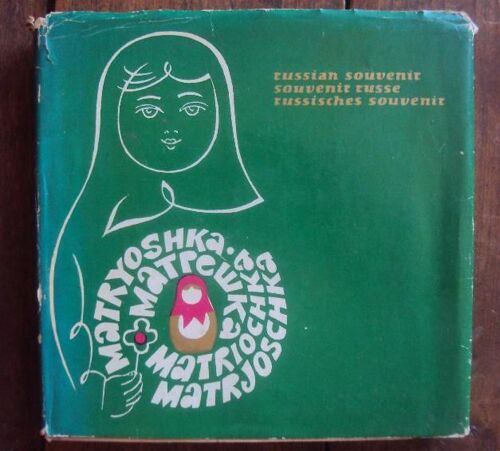 russian souvenir
souvenir russe
russisches souvenir
MATRYOSHKA.
МАТРЕШКА
MATRIOCHKA
MATRJOSCHKA